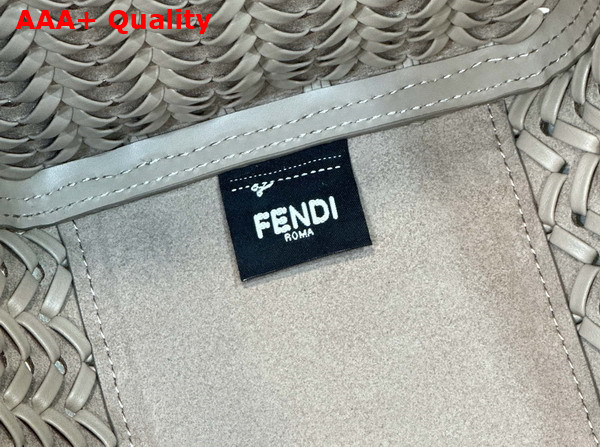 AAA+ Quality
FENDI
ROMA